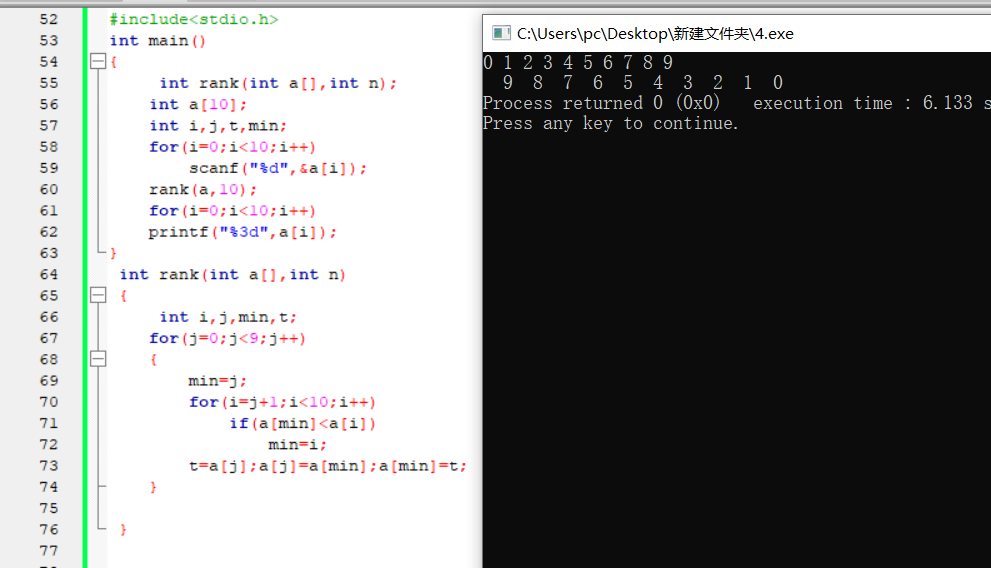 52 #include<stdio.h>
53 int main()
54 {
55 int rank(int a[],int n);
56 int a[10];
57 int i,j,t,min;
58 for(i=0;i<10;i++)
59 scanf("%d",&a[i]);
60 rank(a,10);
61 for(i=0;i<10;i++)
62 printf("%3d",a[i]);
63 }
64 int rank(int a[],int n)
65 {
66 int i,j,min,t;
67 for(j=0;j<9;j++)
68 {
69 min=j;
70 for(i=j+1;i<10;i++)
71 if(a[min]<a[i])
72 min=i;
73 t=a[j];a[j]=a[min];a[min]=t;
74 }
75
76 }
77
C:\Users\pc\Desktop\新建文件夹\4.exe
0 1 2 3 4 5 6 7 8 9
9 8 7 6 5 4 3 2 1 0
Process returned 0 (0x0) execution time : 6.133 s
Press any key to continue.